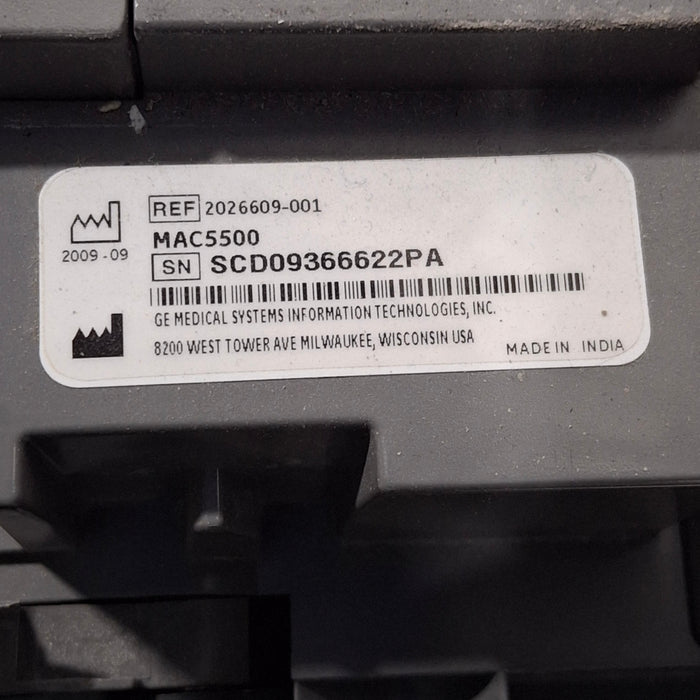 REF 2026609-001
MAC5500
2009-09
SN SCD09366622PA
GE MEDICAL SYSTEMS INFORMATION TECHNOLOGIES, INC.
8200 WEST TOWER AVE MILWAUKEE, WISCONSIN USA
MADE IN INDIA